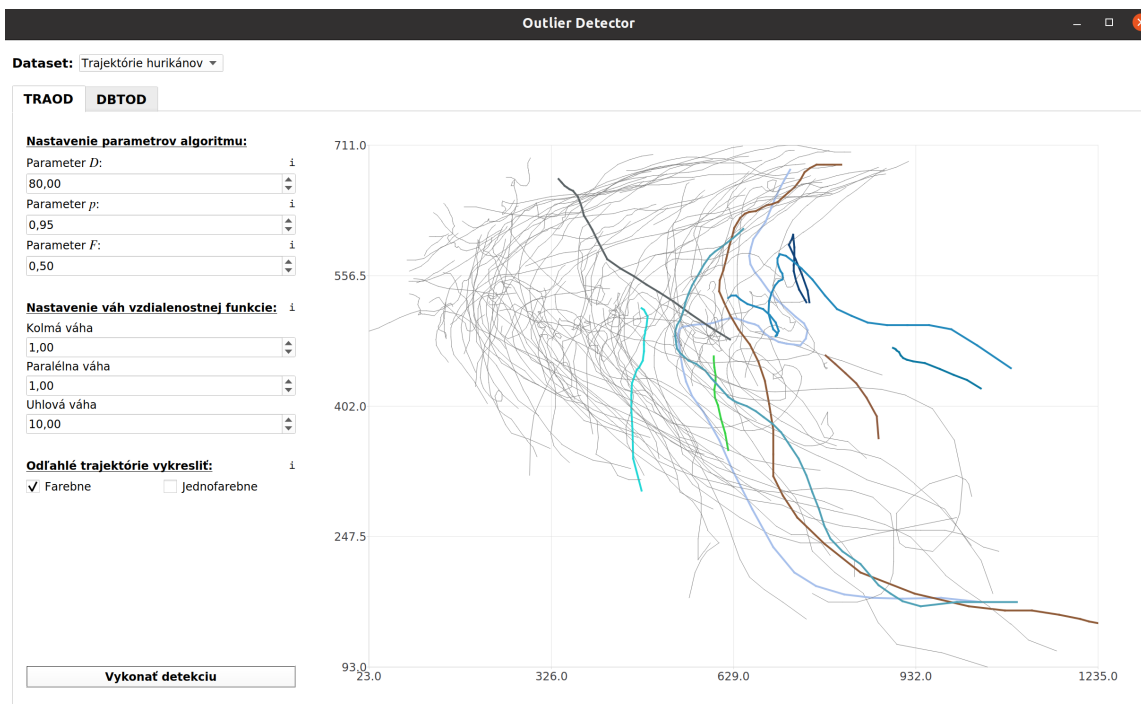 Outlier Detector
Dataset: Trajektórie hurikánov
TRAOD DBTOD
Nastavenie parametrov algoritmu:
Parameter D: i
80,00
Parameter p: i
0,95
Parameter F: i
0,50
Nastavenie váh vzdialenostnej funkcie: i
Kolmá váha
1,00
Paralélna váha
1,00
Uhlová váha
10,00
Odľahlé trajektórie vykresliť: i
Farebne Jednofarebne
Vykonať detekciu
711.0
556.5
402.0
247.5
93.0
23.0 326.0 629.0 932.0 1235.0